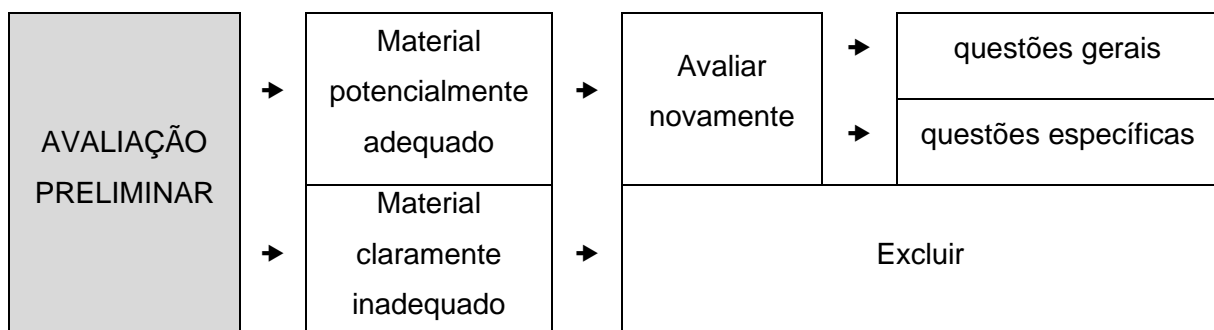 AVALIAÇÃO
PRELIMINAR
Material
potencialmente
adequado
Avaliar
novamente
questões gerais
questões específicas
Material
claramente
inadequado
Excluir